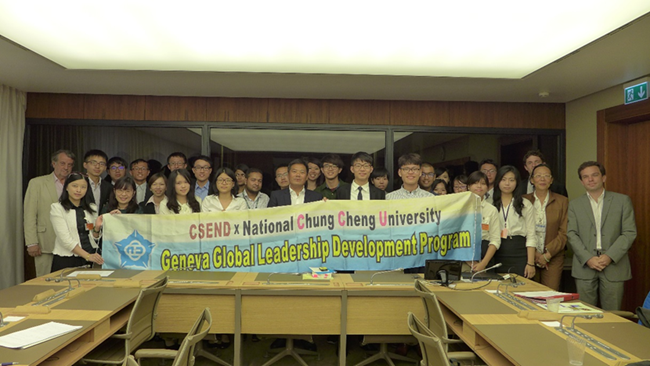 CSEND x National Chung Cheng University
Geneva Global Leadership Development Program